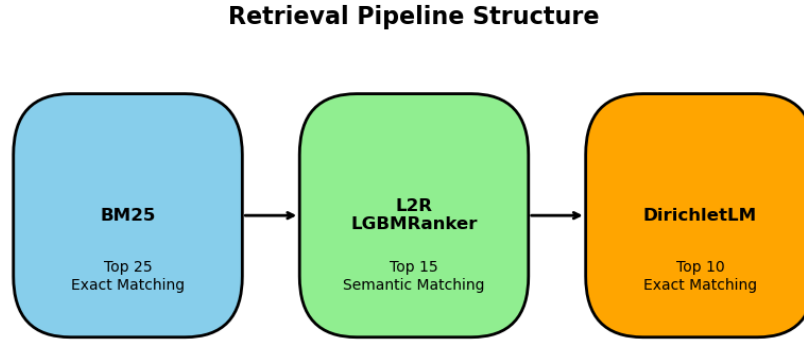 Retrieval Pipeline Structure
BM25
Top 25
Exact Matching
L2R
LGBMRanker
Top 15
Semantic Matching
DirichletLM
Top 10
Exact Matching